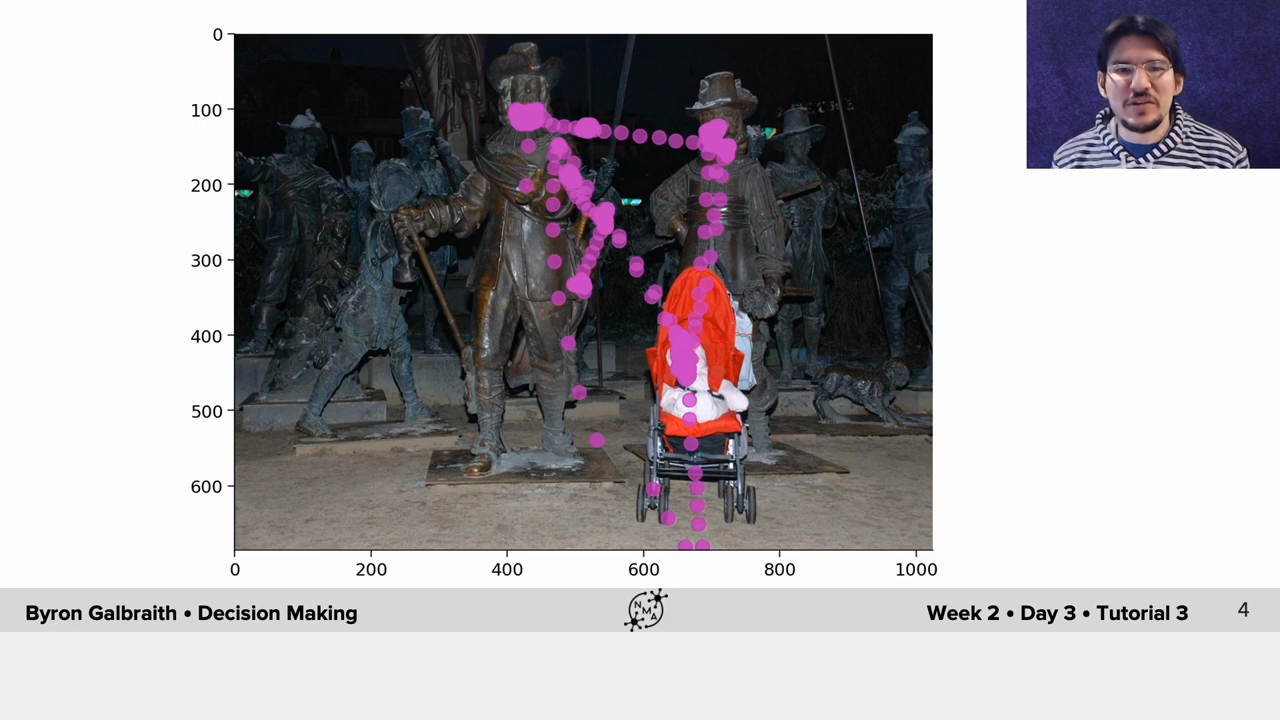 0
100
200
300
400
500
600
0 200 400 600 800 1000
Byron Galbraith • Decision Making
N M A
Week 2 • Day 3 • Tutorial 3
4